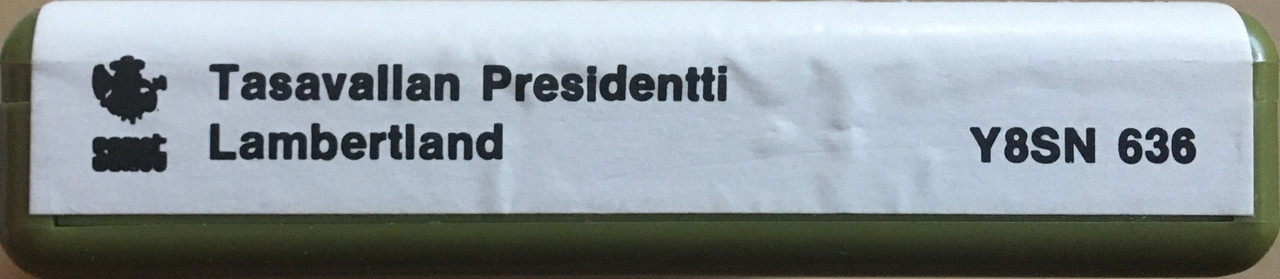 Tasavallan Presidentti
Lambertland
Y8SN 636